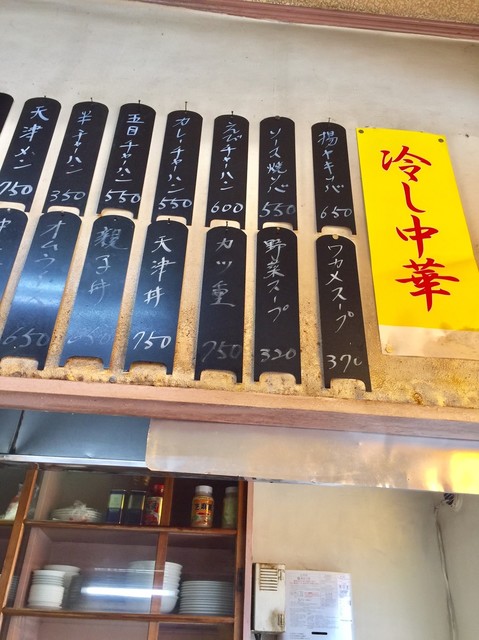 冷し中華
揚ヤキソバ
650
ソース焼ソバ
550
えびチャーハン
600
カレーチャーハン
550
五目チャーハン
550
半チャーハン
350
天津メン
750
ワカメスープ
370
野菜スープ
320
カツ重
750
天津丼
750
親子丼
オムライス
650